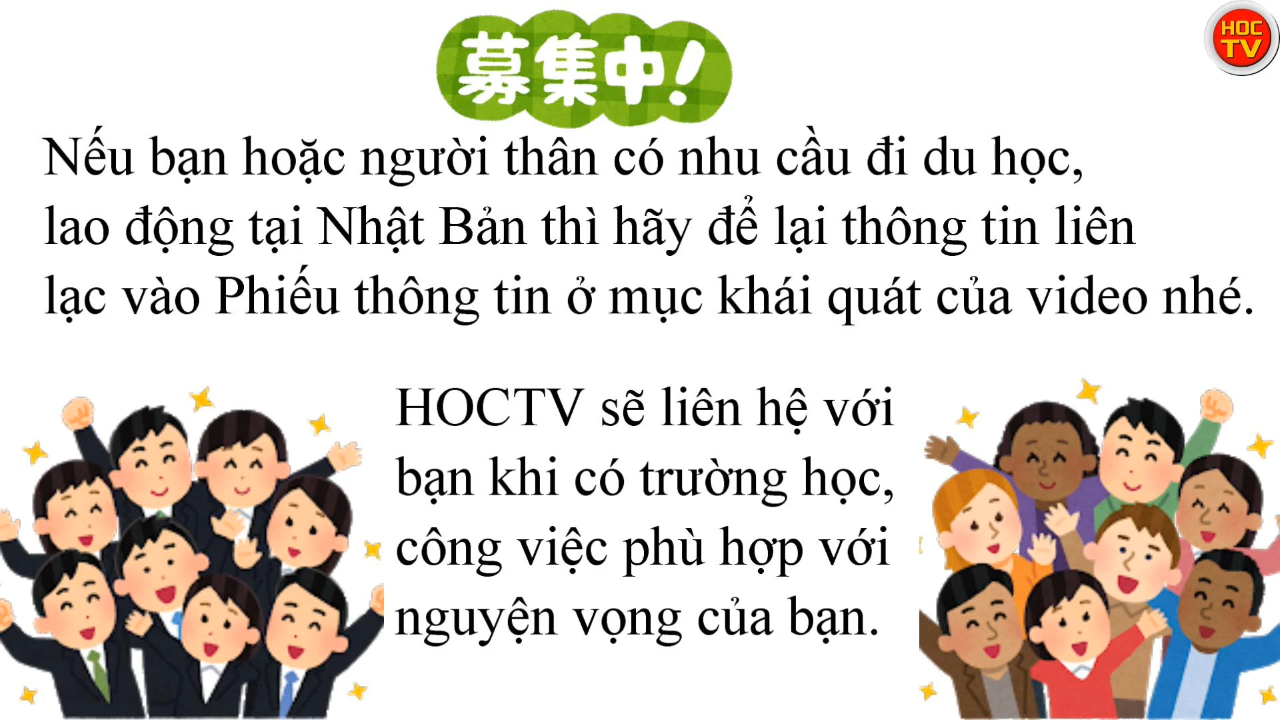 募集中!
HOC
TV
Nếu bạn hoặc người thân có nhu cầu đi du học,
lao động tại Nhật Bản thì hãy để lại thông tin liên
lạc vào Phiếu thông tin ở mục khái quát của video nhé.
HOCTV sẽ liên hệ với
bạn khi có trường học,
công việc phù hợp với
nguyện vọng của bạn.